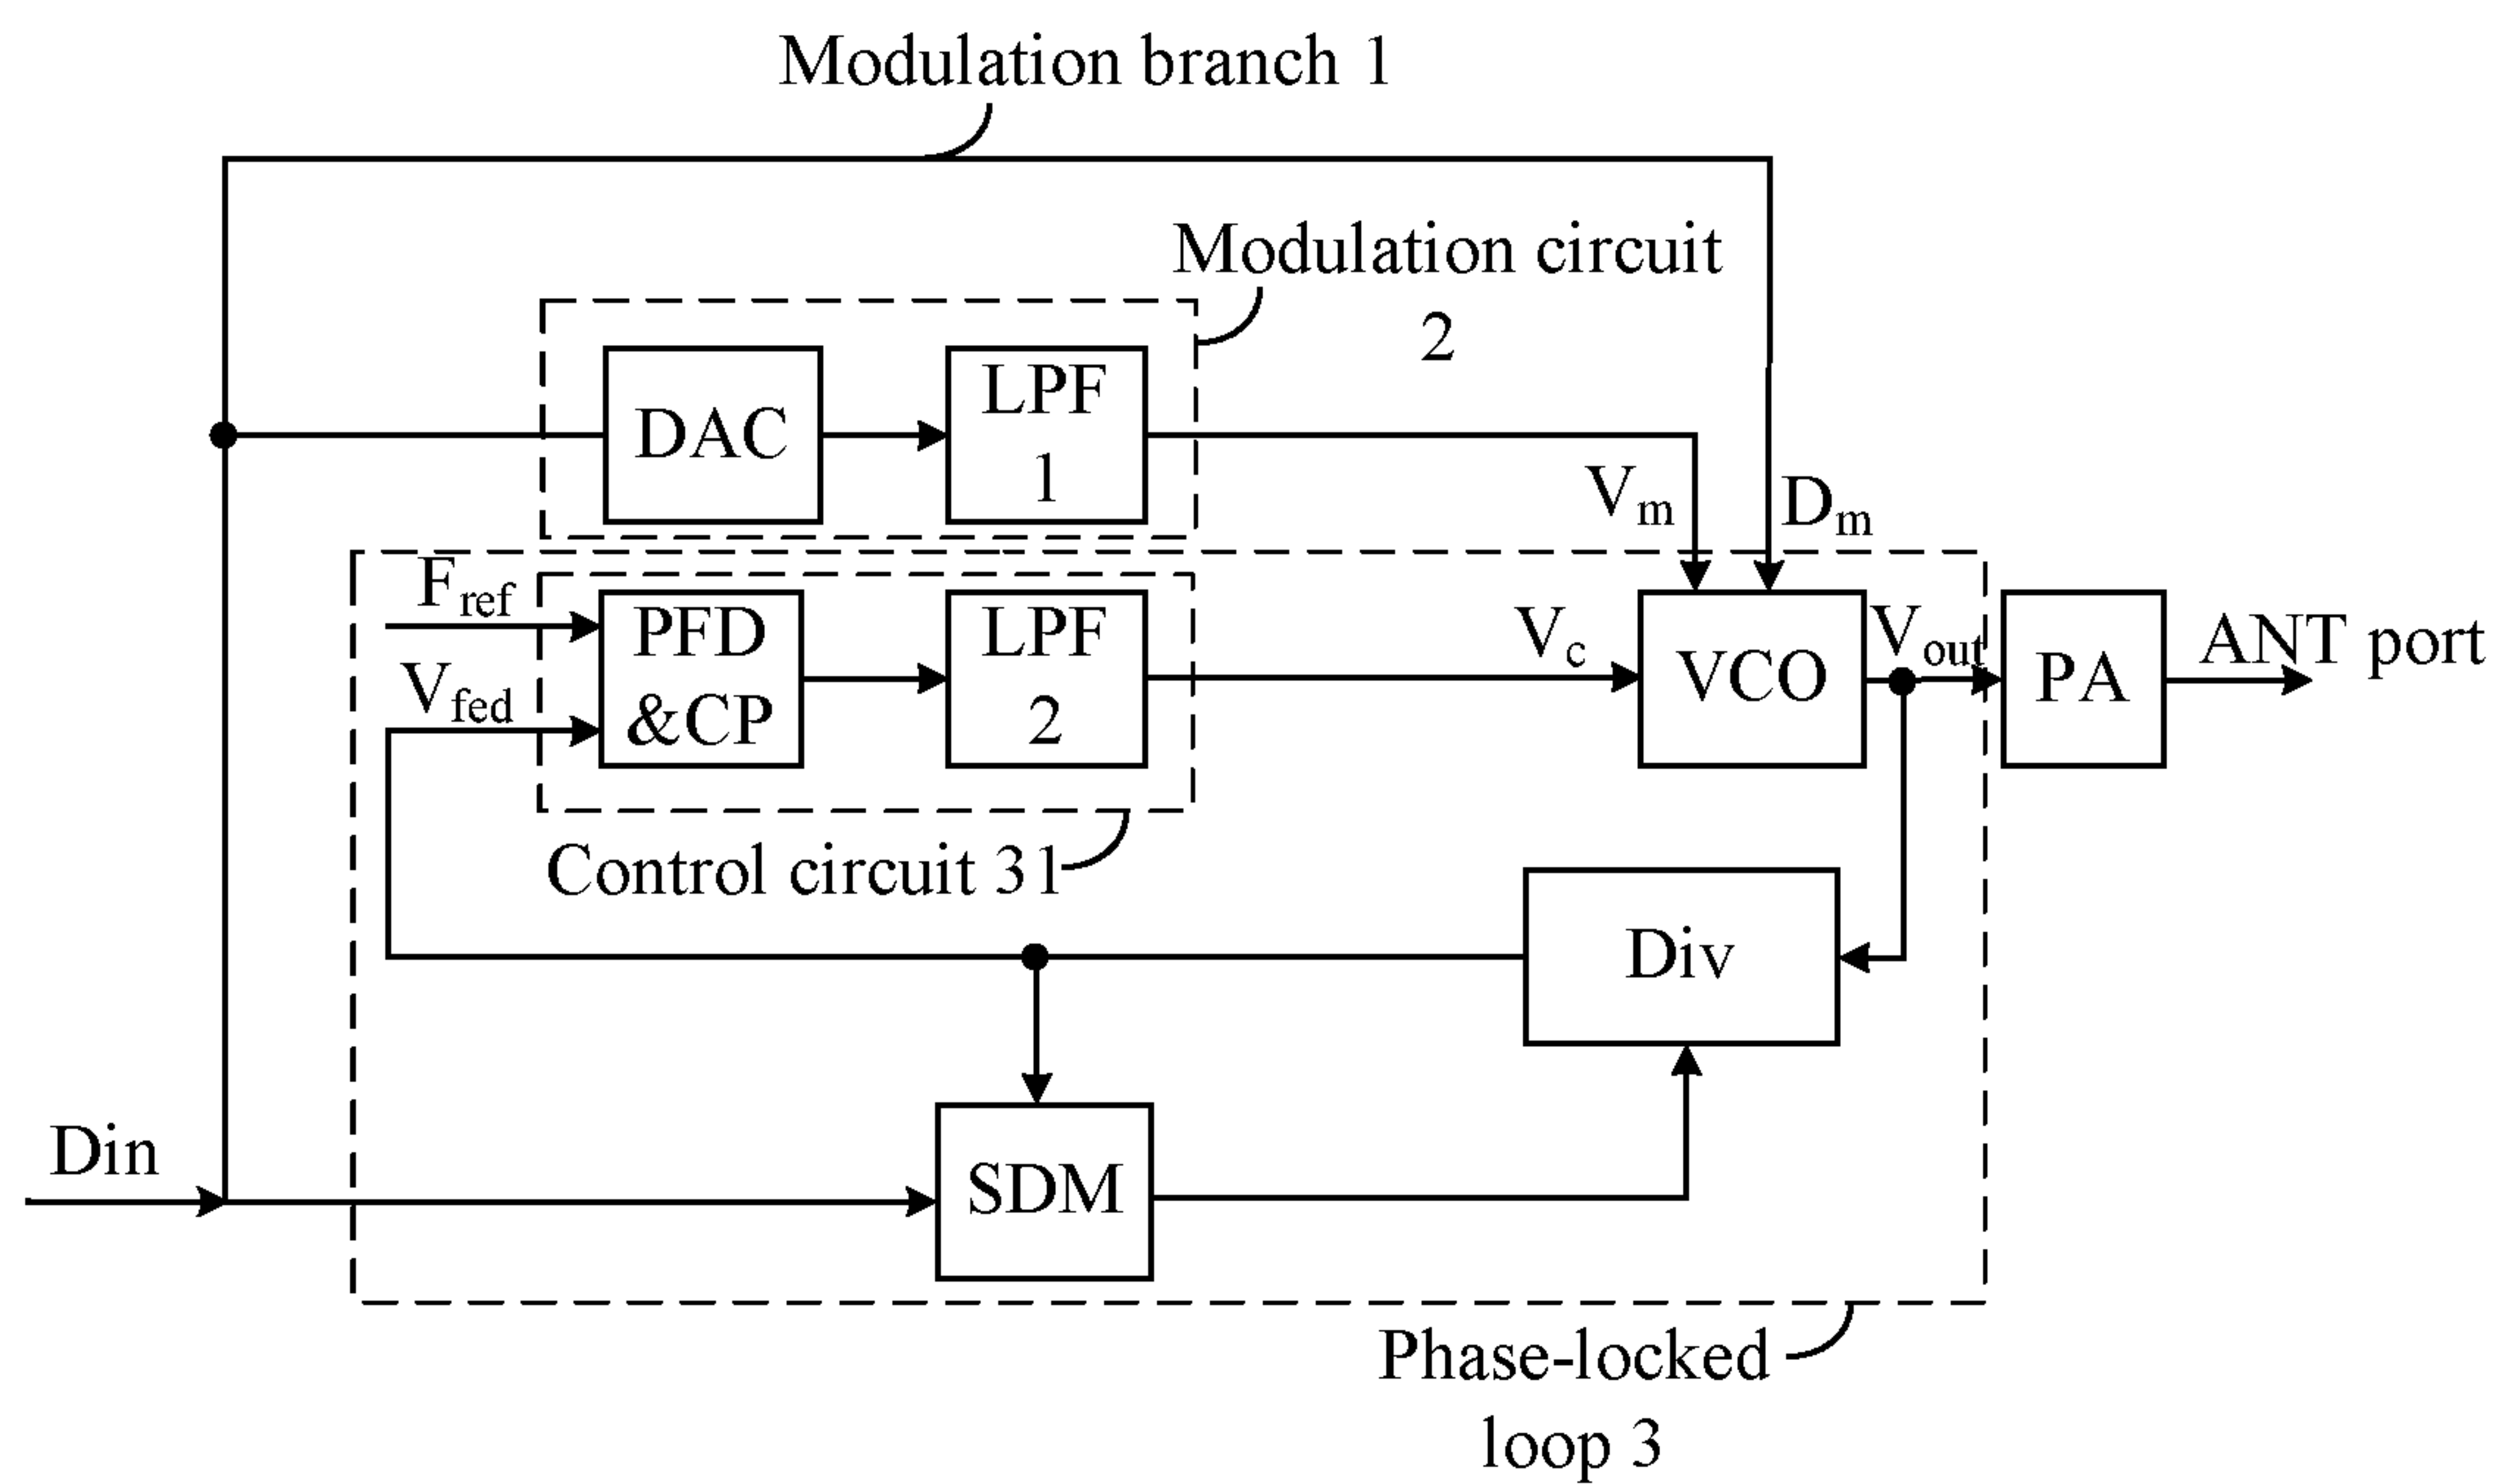 Modulation branch 1
Modulation circuit
2
DAC
LPF
1
Vm
Dm
Fref
Vfed
PFD
&CP
LPF
2
Vc
VCO
Vout
PA
ANT port
Control circuit 31
Div
Din
SDM
Phase-locked
loop 3